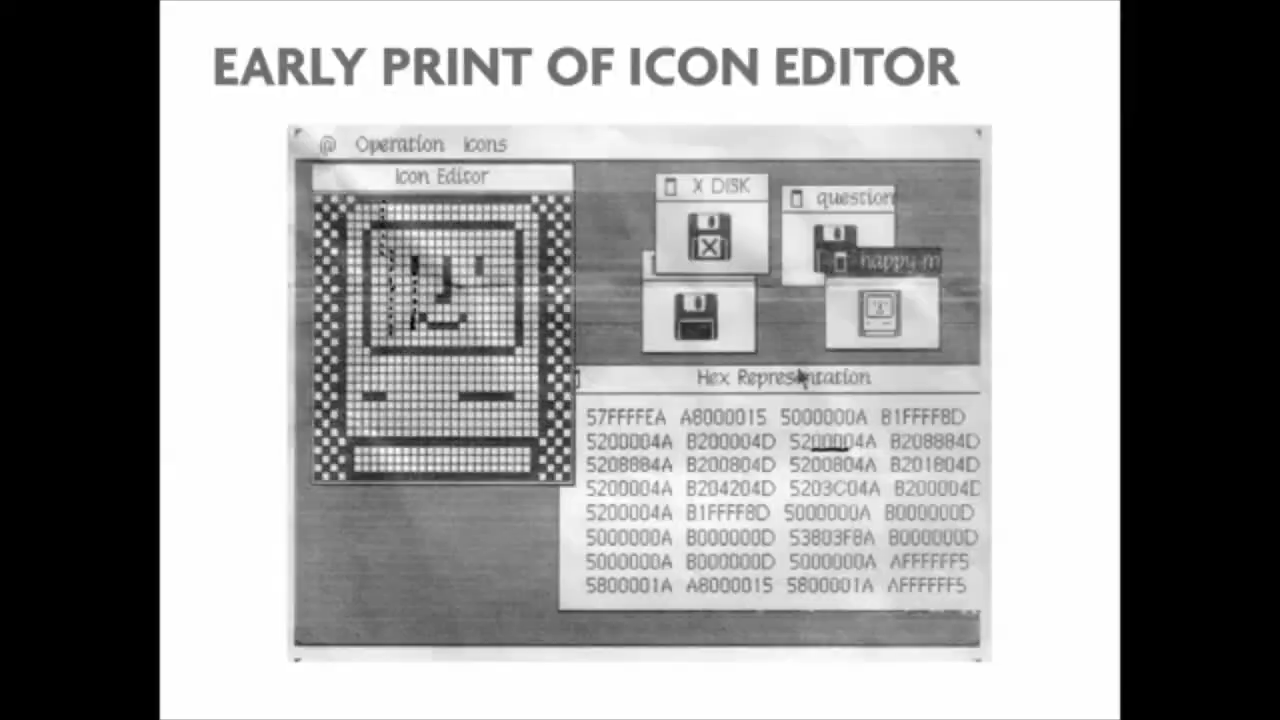 EARLY PRINT OF ICON EDITOR
@ Operation Icons
Icon Editor
X DISK
question
happy m
Hex Representation
57FFFFEA A8000015 5000000A B1FFFF8D
5200004A B200004D 5200004A B208884D
5208884A B200804D 5200804A B201804D
5200004A B204204D 5203C04A B200004D
5200004A B1FFFF8D 5000000A B000000D
5000000A B000000D 53803F8A B000000D
5000000A B000000D 5000000A AFFFFFF5
5800001A A8000015 5800001A AFFFFFF5